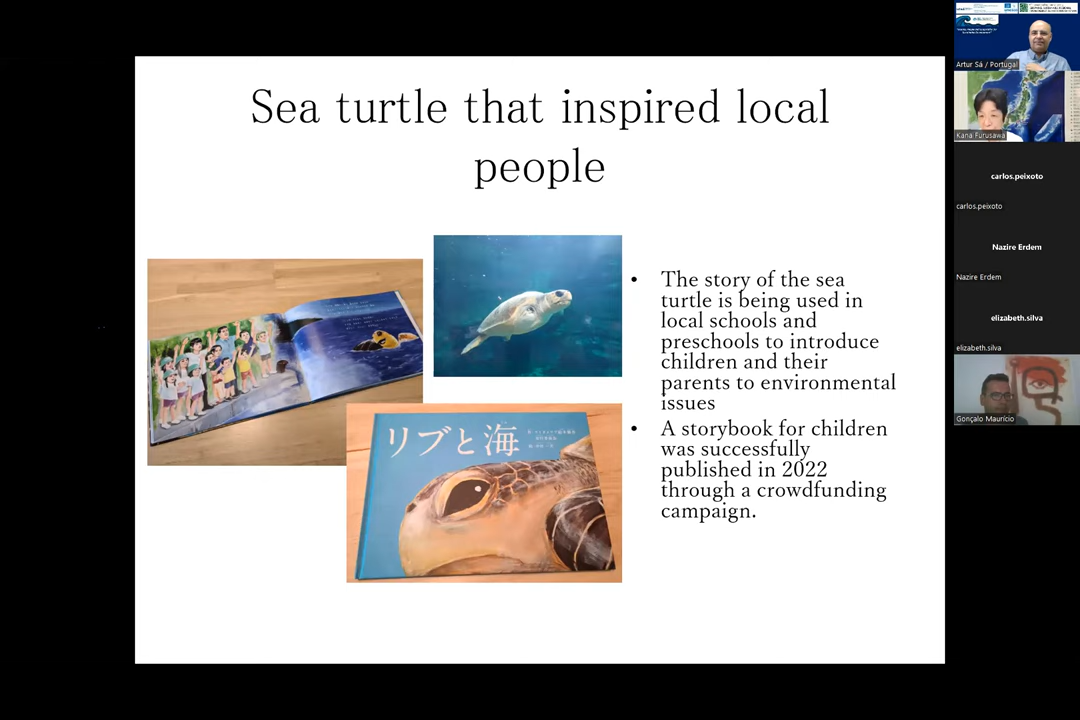 Sea turtle that inspired local
people
• The story of the sea
turtle is being used in
local schools and
preschools to introduce
children and their
parents to environmental
issues
• A storybook for children
was successfully
published in 2022
through a crowdfunding
campaign.
リブと海
Artur Sá / Portugal
Kana Furusawa
carlos.peixoto
carlos.peixoto
Nazire Erdem
Nazire Erdem
elizabeth.silva
elizabeth.silva
Gonçalo Maurício